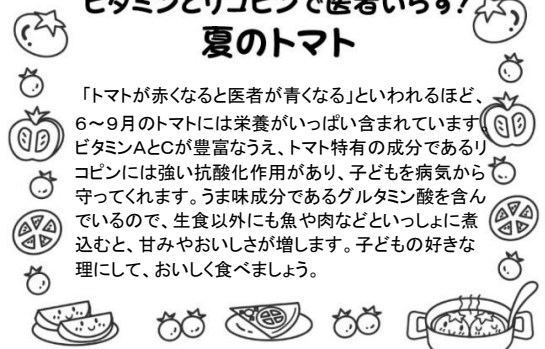 ビタミンとリコピンで医者いらず！
夏のトマト
「トマトが赤くなると医者が青くなる」といわれるほど、
６～９月のトマトには栄養がいっぱい含まれています。
ビタミンAとCが豊富なうえ、トマト特有の成分であるリ
コピンには強い抗酸化作用があり、子どもを病気から
守ってくれます。うま味成分であるグルタミン酸を含ん
でいるので、生食以外にも魚や肉などといっしょに煮
込むと、甘みやおいしさが増します。子どもの好きな
理にして、おいしく食べましょう。